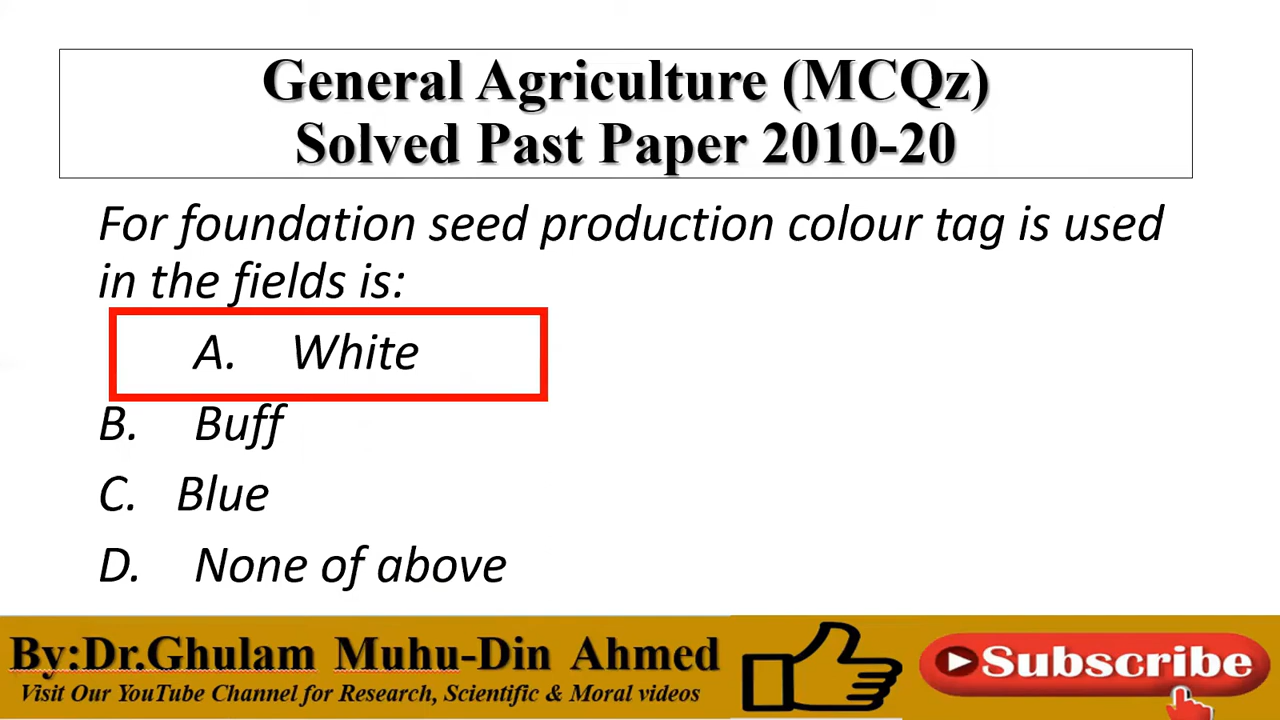 General Agriculture (MCQz)
Solved Past Paper 2010-20
For foundation seed production colour tag is used
in the fields is:
A. White
B. Buff
C. Blue
D. None of above
By:Dr.Ghulam Muhu-Din Ahmed
Visit Our YouTube Channel for Research, Scientific & Moral videos
Subscribe